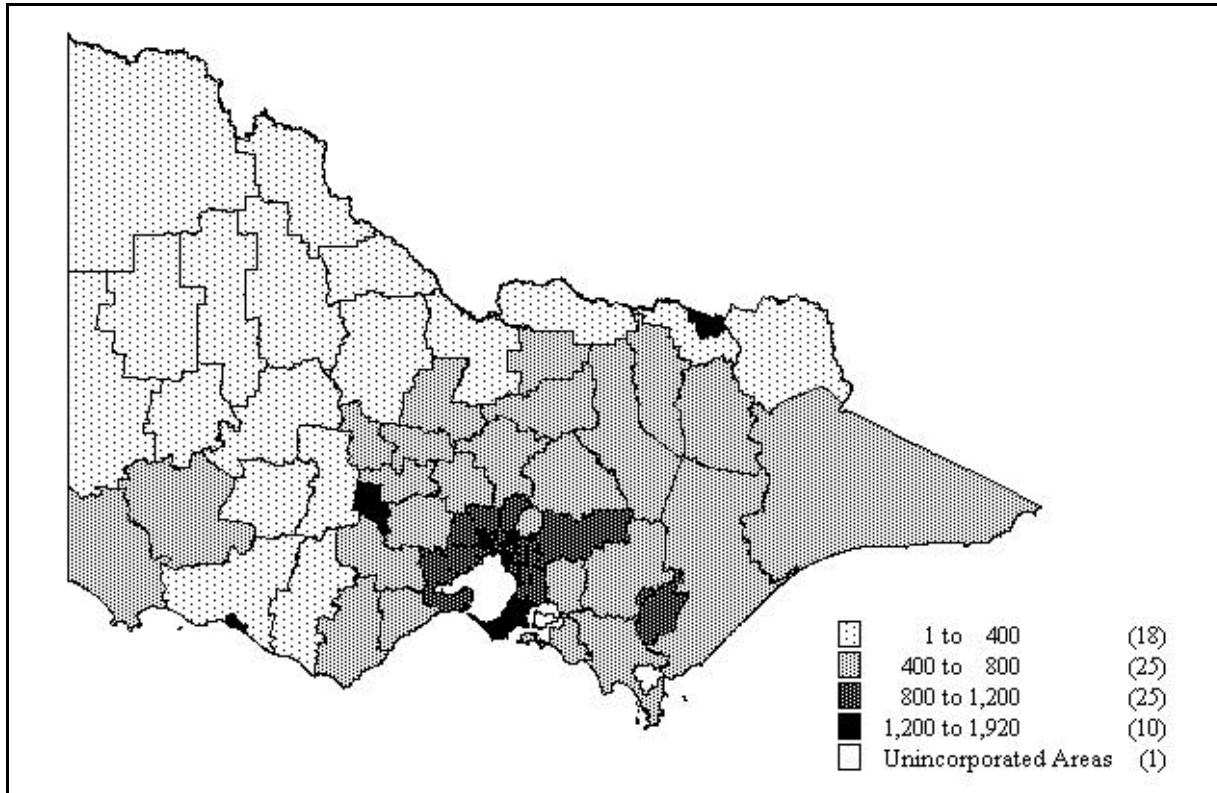 1 to 400 (18)
400 to 800 (25)
800 to 1,200 (25)
1,200 to 1,920 (10)
Unincorporated Areas (1)